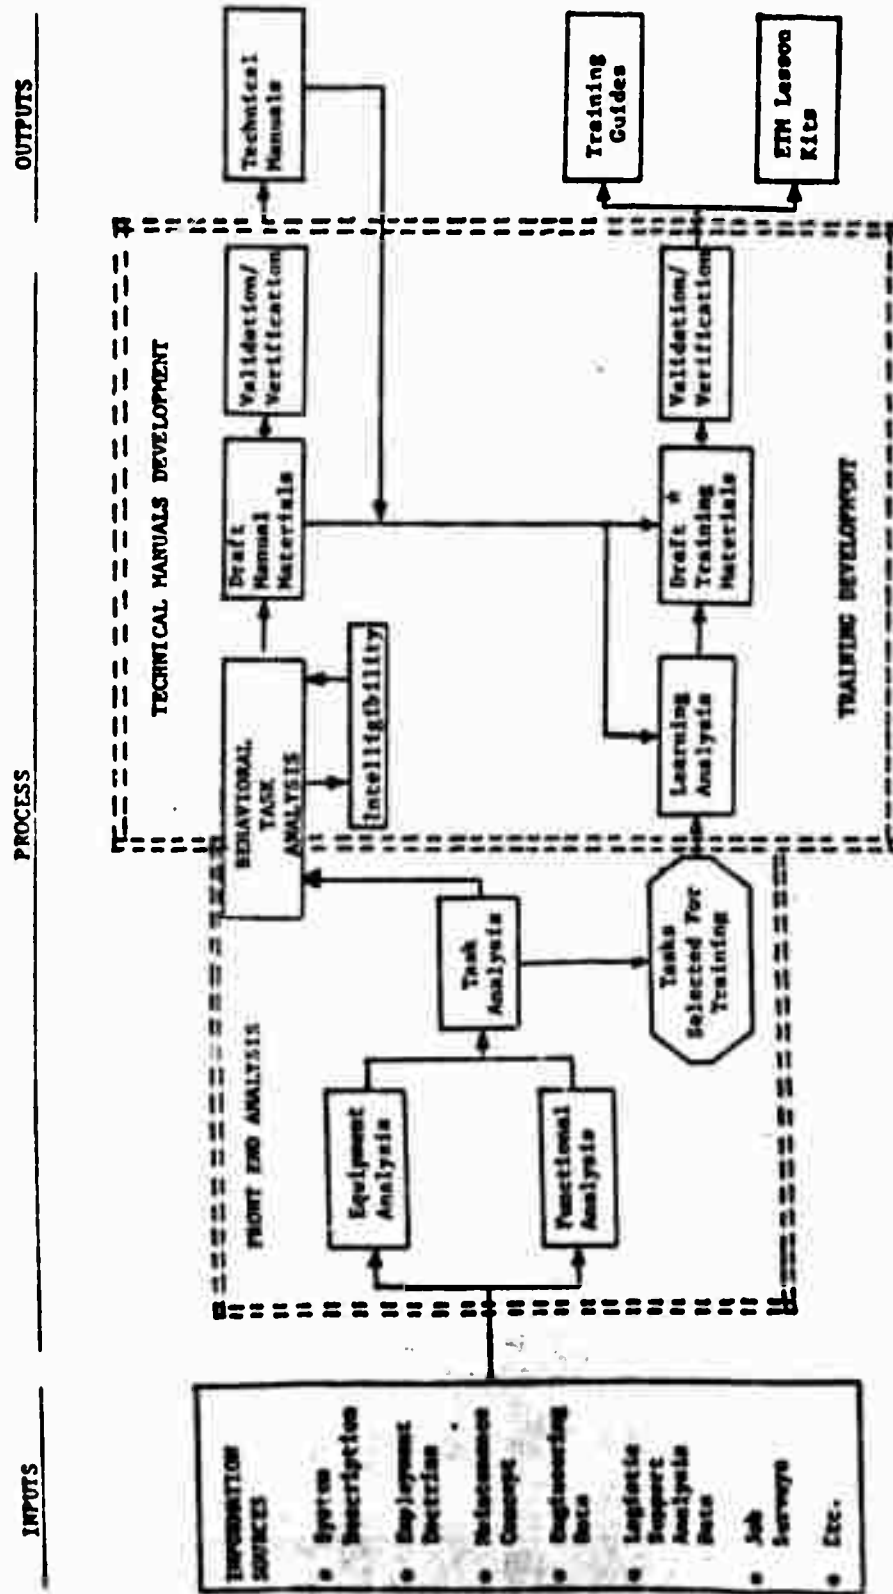 INPUTS
PROCESS
OUTPUTS
INFORMATION
SOURCES
● System
Description
● Employment
Doctrine
● Maintenance
Concept
● Engineering
Data
● Logistic
Support
Analysis
Data
● Job
Surveys
● Etc.
FRONT END ANALYSIS
Equipment
Analysis
Functional
Analysis
Task
Analysis
Tasks
Selected For
Training
TECHNICAL MANUALS DEVELOPMENT
BEHAVIORAL
TASK
ANALYSIS
Intelligibility
Draft
Manual
Materials
Validation/
Verification
Technical
Manuals
Learning
Analysis
Draft *
Training
Materials
Validation/
Verification
TRAINING DEVELOPMENT
Training
Guides
ETM Lesson
Kits